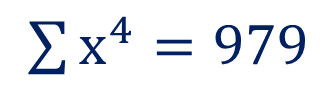 ∑ x⁴ = 979